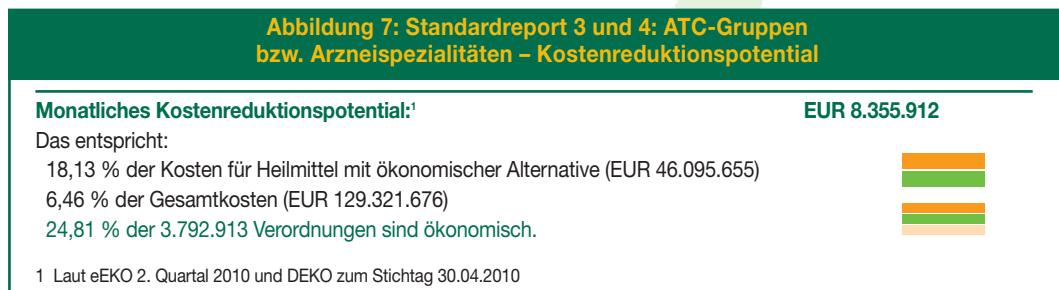 Abbildung 7: Standardreport 3 und 4: ATC-Gruppen
bzw. Arzneispezialitäten – Kostenreduktionspotential
Monatliches Kostenreduktionspotential:¹ EUR 8.355.912
Das entspricht:
18,13 % der Kosten für Heilmittel mit ökonomischer Alternative (EUR 46.095.655)
6,46 % der Gesamtkosten (EUR 129.321.676)
24,81 % der 3.792.913 Verordnungen sind ökonomisch.
1 Laut eEKO 2. Quartal 2010 und DEKO zum Stichtag 30.04.2010